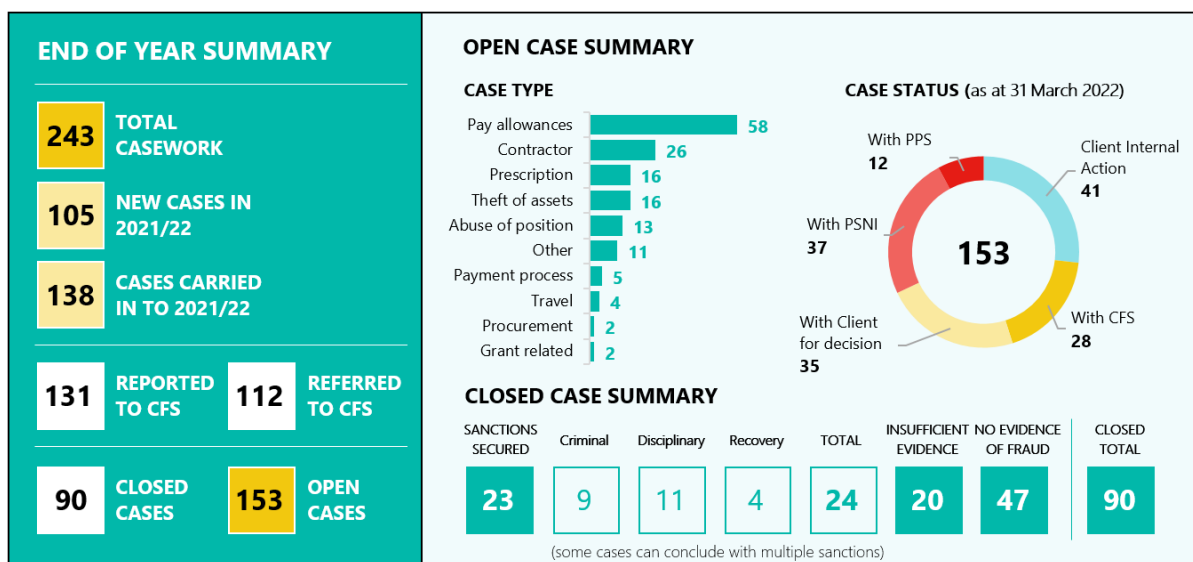 END OF YEAR SUMMARY
243
TOTAL
CASEWORK
105
NEW CASES IN
2021/22
138
CASES CARRIED
IN TO 2021/22
131
REPORTED
TO CFS
112
REFERRED
TO CFS
90
CLOSED
CASES
153
OPEN
CASES
OPEN CASE SUMMARY
CASE TYPE
Pay allowances 58
Contractor 26
Prescription 16
Theft of assets 16
Abuse of position 13
Other 11
Payment process 5
Travel 4
Procurement 2
Grant related 2
CASE STATUS (as at 31 March 2022)
With PPS
12
Client Internal
Action
41
With PSNI
37
153
With Client
for decision
35
With CFS
28
CLOSED CASE SUMMARY
SANCTIONS
SECURED
23
Criminal
9
Disciplinary
11
Recovery
4
TOTAL
24
INSUFFICIENT
EVIDENCE
20
NO EVIDENCE
OF FRAUD
47
CLOSED
TOTAL
90
(some cases can conclude with multiple sanctions)